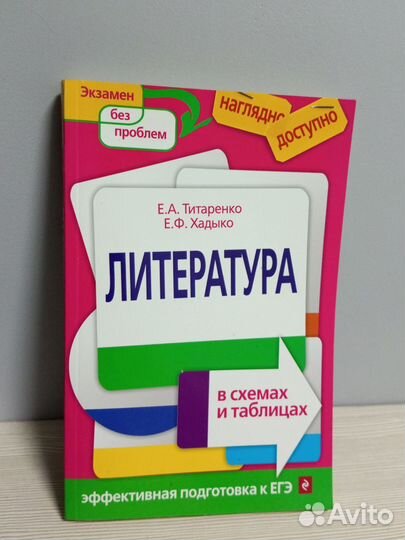 Экзамен
без
проблем
наглядно
доступно
Е.А. Титаренко
Е.Ф. Хадыко
ЛИТЕРАТУРА
в схемах
и таблицах
эффективная подготовка к ЕГЭ
Avito